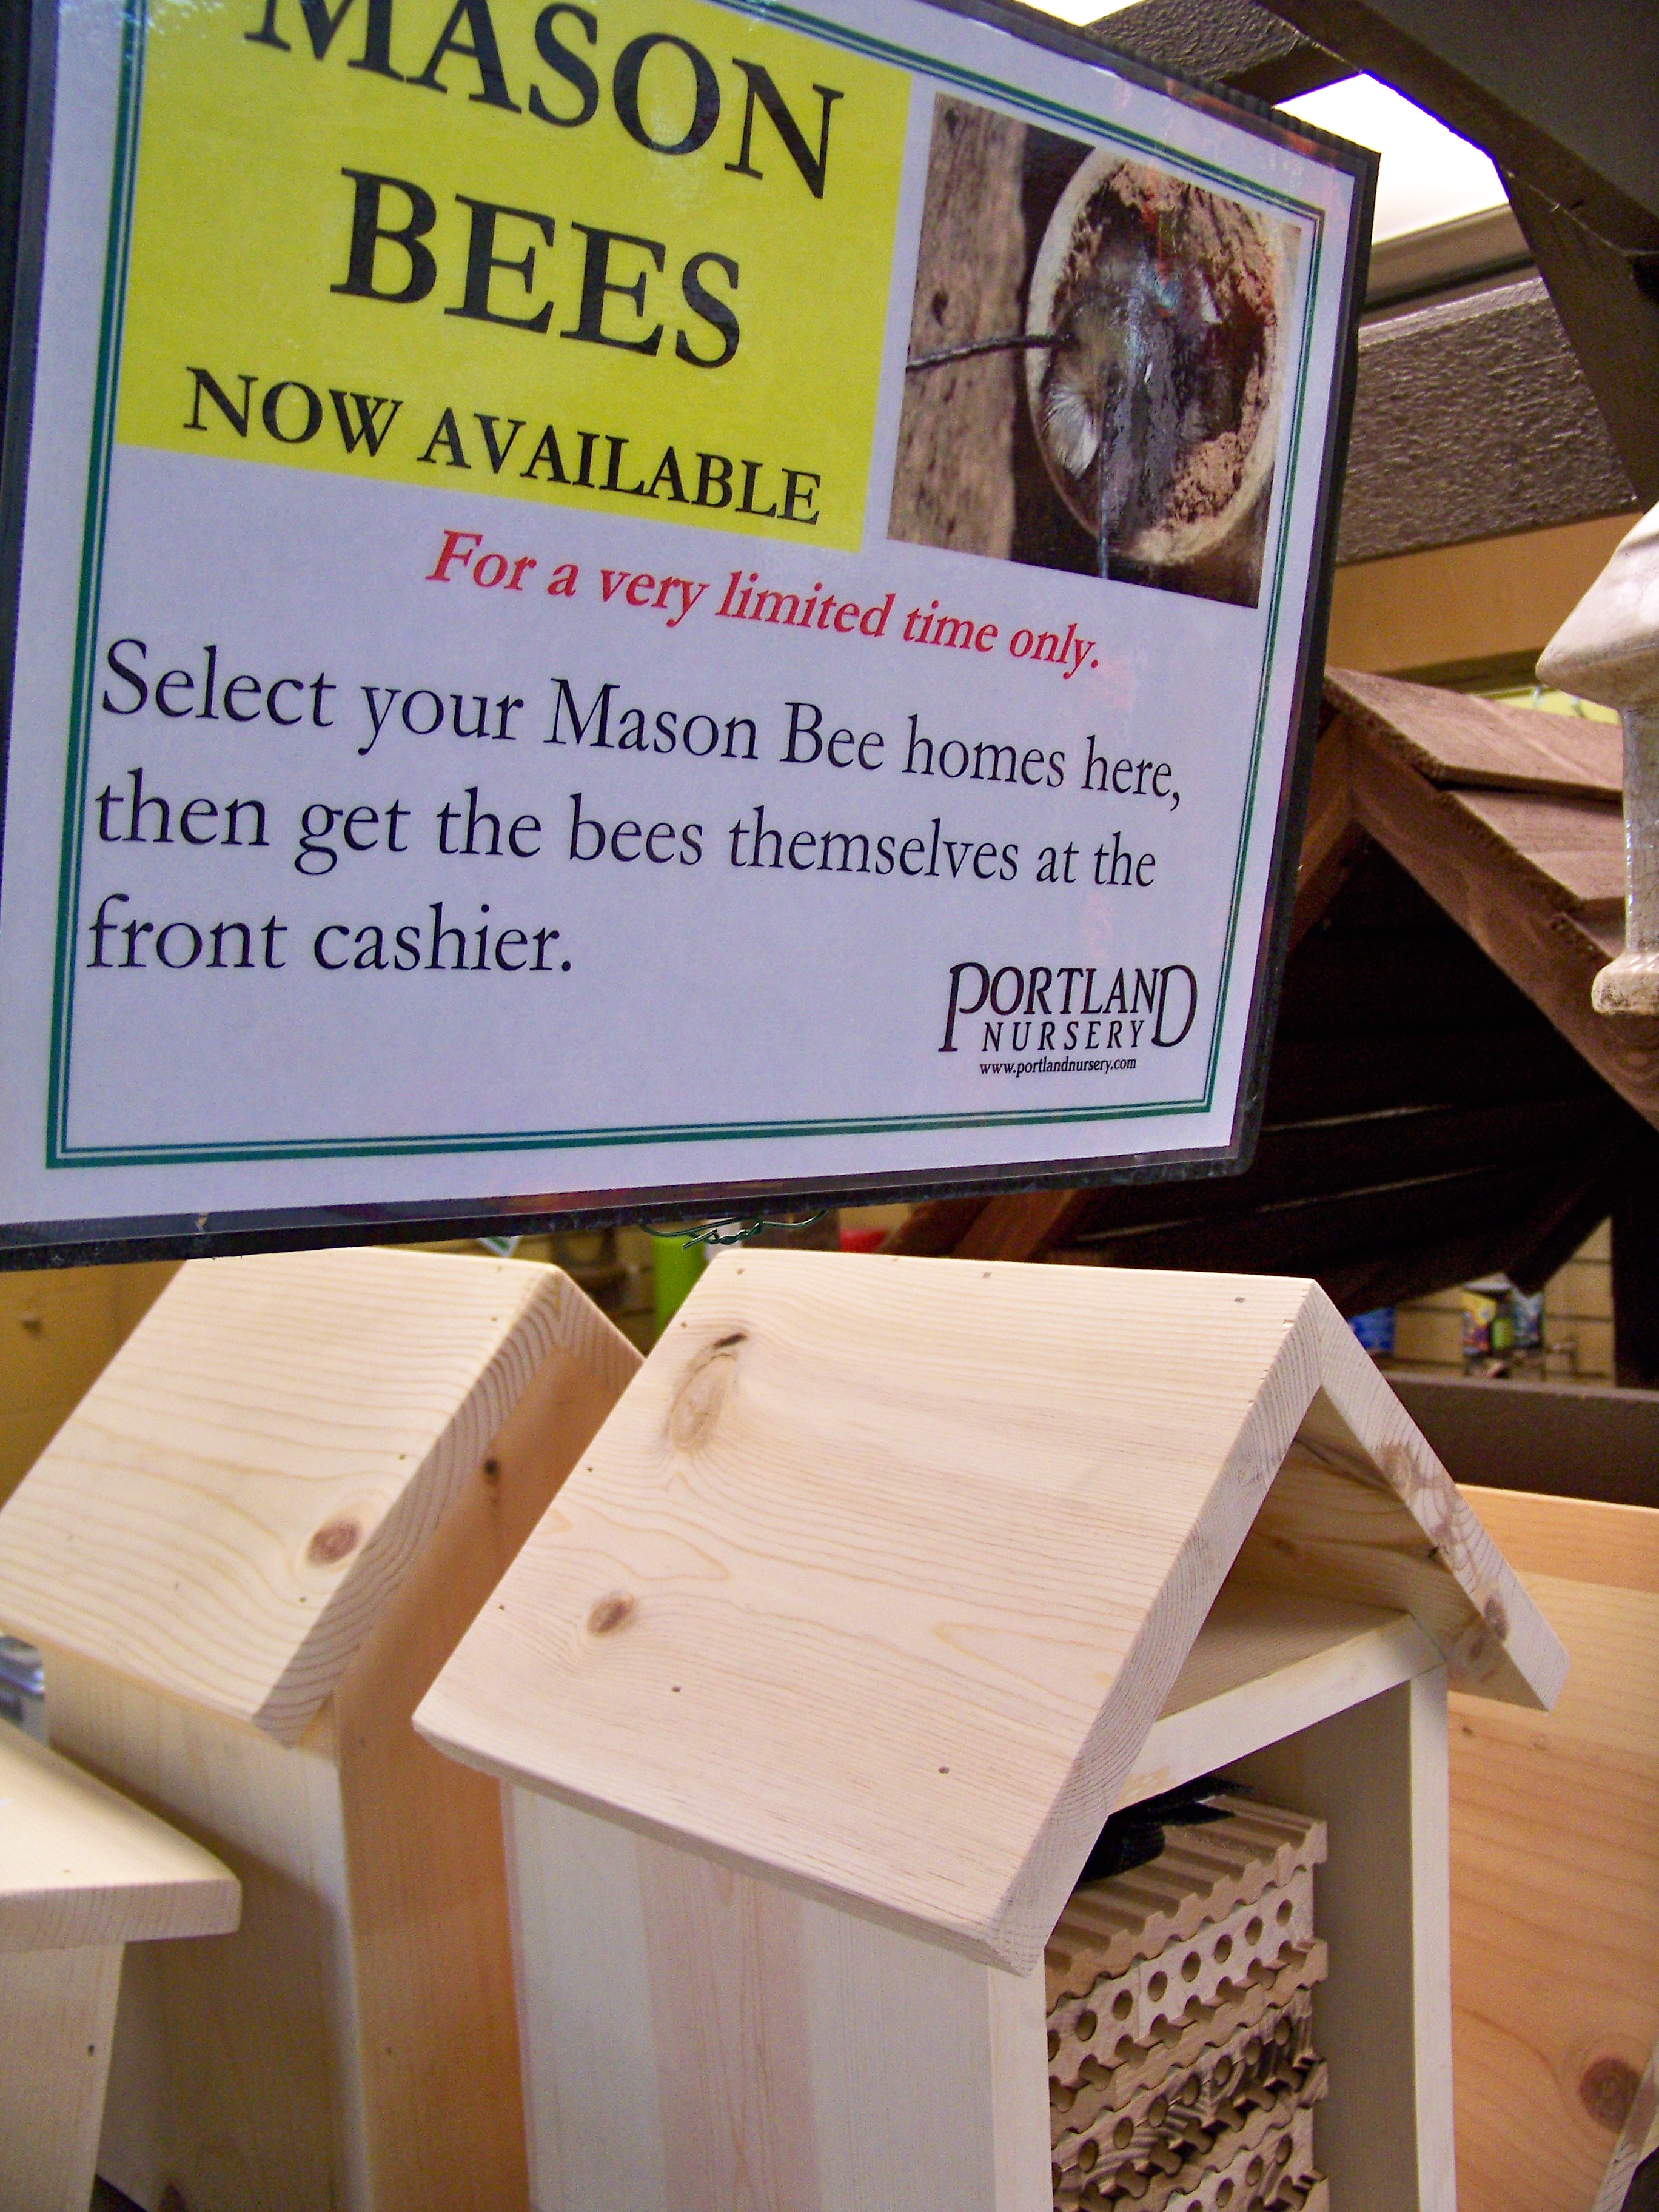 MASON
BEES
NOW AVAILABLE
For a very limited time only.
Select your Mason Bee homes here,
then get the bees themselves at the
front cashier.
PORTLAND
NURSERY
www.portlandnursery.com